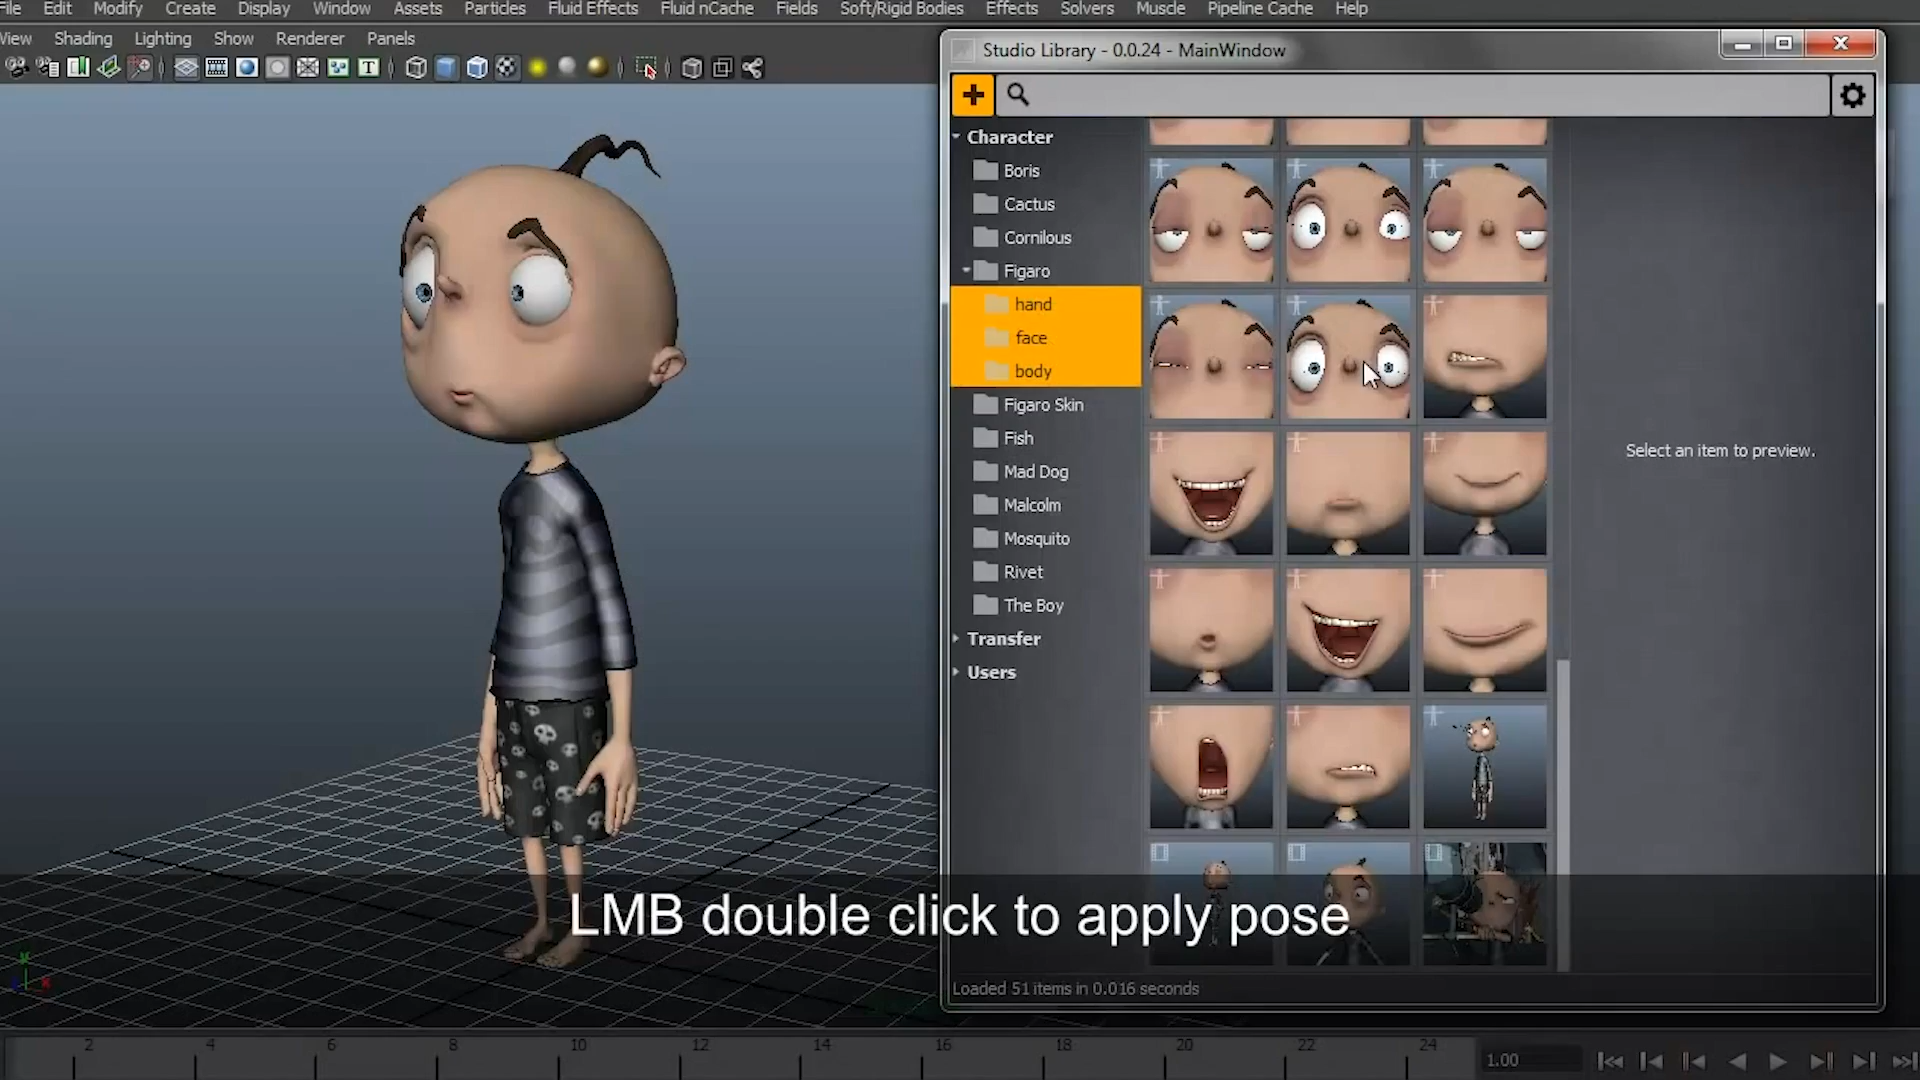 File Edit Modify Create Display Window Assets Particles Fluid Effects Fluid nCache Fields Soft/Rigid Bodies Effects Solvers Muscle Pipeline Cache Help
View Shading Lighting Show Renderer Panels
T
Studio Library - 0.0.24 - MainWindow
Character
Boris
Cactus
Cornilous
Figaro
hand
face
body
Figaro Skin
Fish
Mad Dog
Malcolm
Mosquito
Rivet
The Boy
Transfer
Users
Select an item to preview.
LMB double click to apply pose
Loaded 51 items in 0.016 seconds
2 4 6 8 10 12 14 16 18 20 22 24 1.00